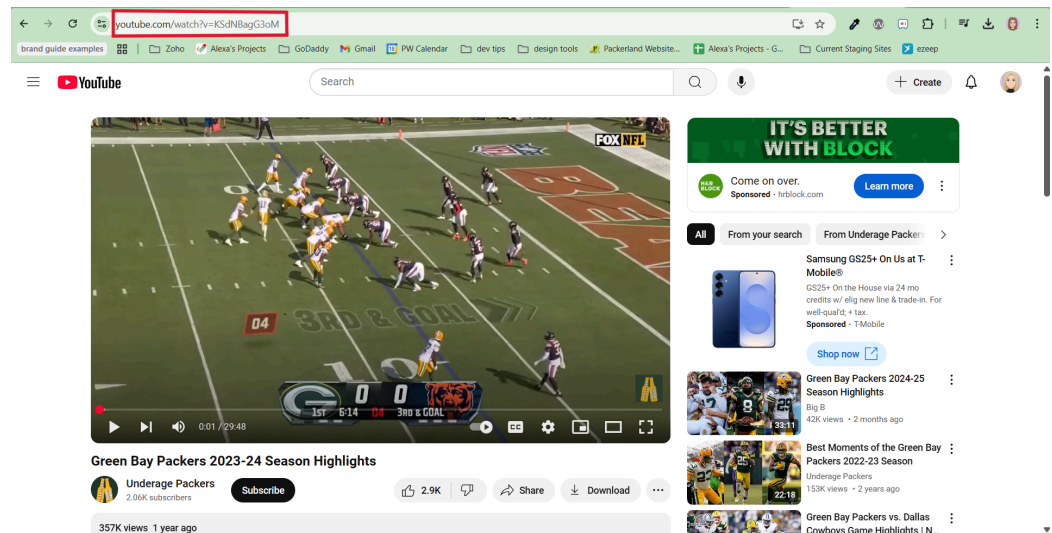 youtube.com/watch?v=KSdNBagG3oM
brand guide examples Zoho Alexa's Projects GoDaddy Gmail PW Calendar dev tips design tools Packerland Website... Alexa's Projects - G... Current Staging Sites ezeep
YouTube
Search
Create
FOX NFL
04 3RD & GOAL
G 0 0
1ST 6:14 04 3RD & GOAL
0:01 / 29:48
CC
Green Bay Packers 2023-24 Season Highlights
Underage Packers
2.06K subscribers
Subscribe
2.9K
Share
Download
357K views 1 year ago
IT'S BETTER
WITH BLOCK
H&R
BLOCK
Come on over.
Sponsored · hrblock.com
Learn more
All From your search From Underage Packers
Samsung GS25+ On Us at T-
Mobile®
GS25+ On the House via 24 mo
credits w/ elig new line & trade-in. For
well-qual'd; + tax.
Sponsored · T-Mobile
Shop now
33:11
Green Bay Packers 2024-25
Season Highlights
Big B
42K views · 2 months ago
22:18
Best Moments of the Green Bay
Packers 2022-23 Season
Underage Packers
153K views · 2 years ago
Green Bay Packers vs. Dallas
Cowboys Game Highlights | N...